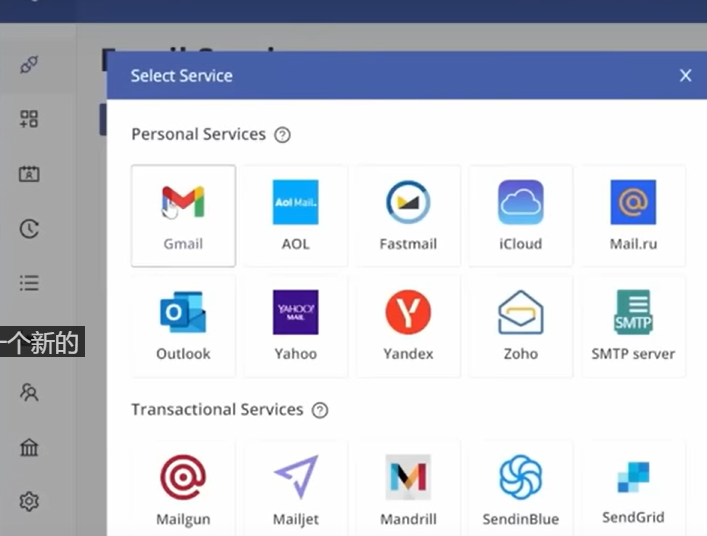 Select Service
X
Personal Services ?
Aol Mail.
Gmail
AOL
Fastmail
iCloud
Mail.ru
YAHOO!
MAIL
SMTP
Outlook
Yahoo
Yandex
Zoho
SMTP server
一个新的
Transactional Services ?
Mailgun
Mailjet
Mandrill
SendinBlue
SendGrid